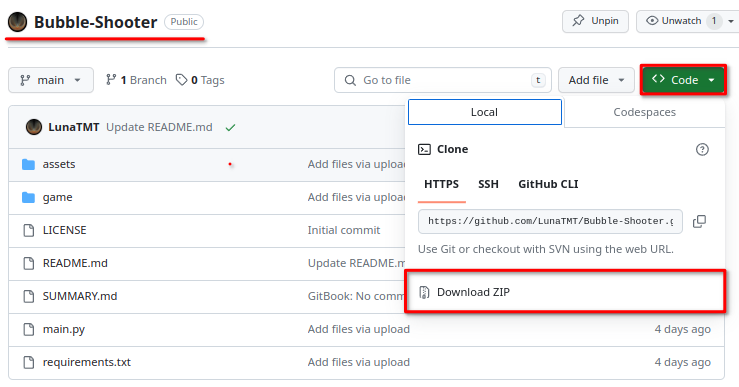 Bubble-Shooter Public Unpin Unwatch 1
main 1 Branch 0 Tags Go to file t Add file Code
Local Codespaces
LunaTMT Update README.md
Clone
assets Add files via upload
HTTPS SSH GitHub CLI
game Add files via upload
https://github.com/LunaTMT/Bubble-Shooter.g
LICENSE Initial commit
Use Git or checkout with SVN using the web URL.
README.md Update README.m
SUMMARY.md GitBook: No comm
Download ZIP
main.py Add files via upload 4 days ago
requirements.txt Add files via upload 4 days ago